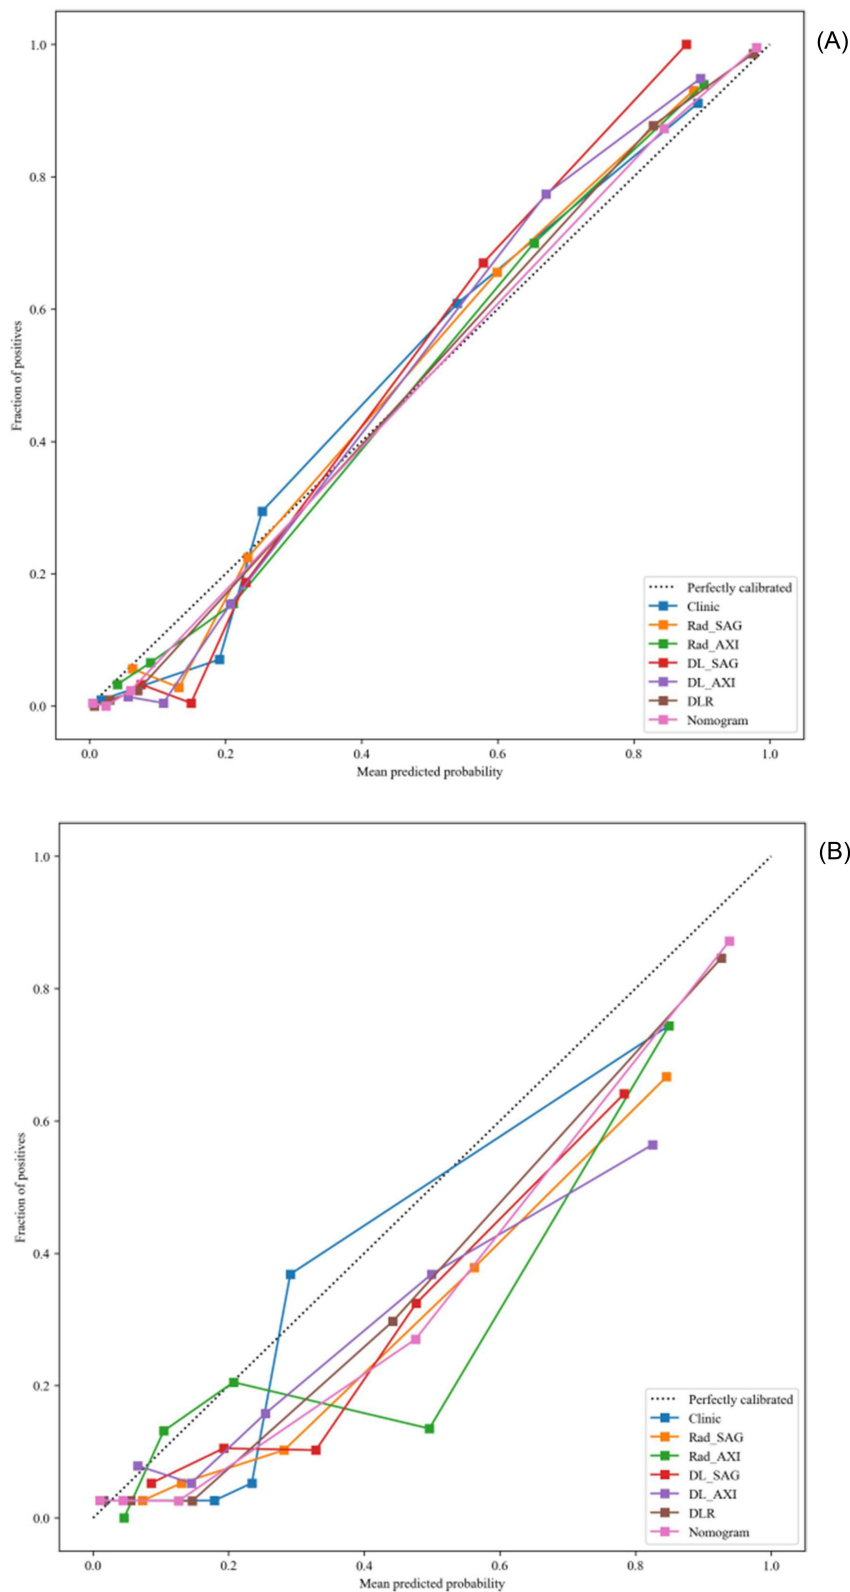 (A)
1.0
0.8
0.6
0.4
0.2
0.0
Fraction of positives
Perfectly calibrated
Clinic
Rad_SAG
Rad_AXI
DL_SAG
DL_AXI
DLR
Nomogram
0.0 0.2 0.4 0.6 0.8 1.0
Mean predicted probability
(B)
1.0
0.8
0.6
0.4
0.2
0.0
Fraction of positives
Perfectly calibrated
Clinic
Rad_SAG
Rad_AXI
DL_SAG
DL_AXI
DLR
Nomogram
0.0 0.2 0.4 0.6 0.8 1.0
Mean predicted probability